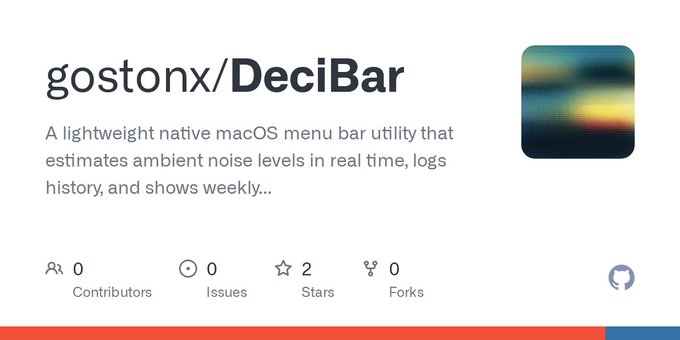 gostonx/DeciBar
A lightweight native macOS menu bar utility that
estimates ambient noise levels in real time, logs
history, and shows weekly...
0
Contributors
0
Issues
2
Stars
0
Forks